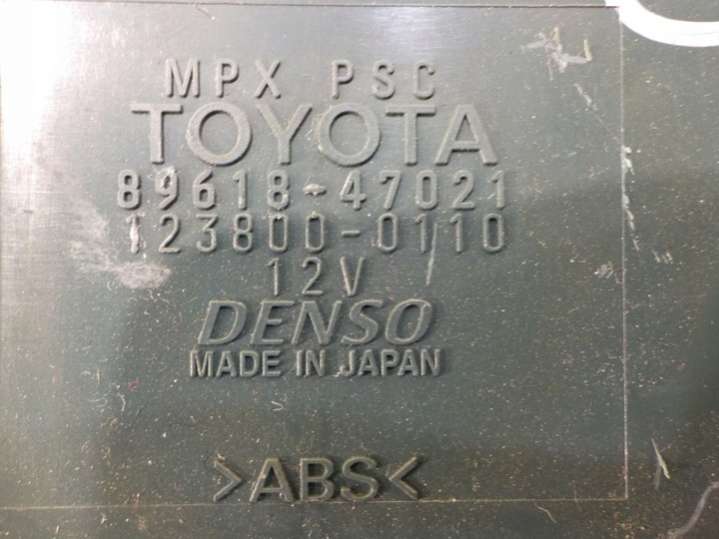 MPX PSC
TOYOTA
89618-47021
123800-0110
12V
DENSO
MADE IN JAPAN
>ABS<